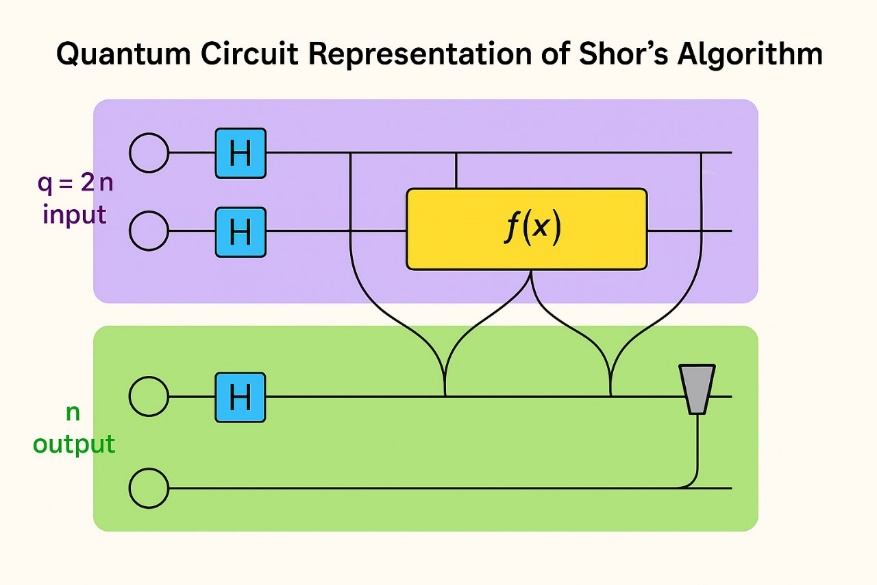 Quantum Circuit Representation of Shor’s Algorithm
H
q = 2 n
input
H
f(x)
H
n
output